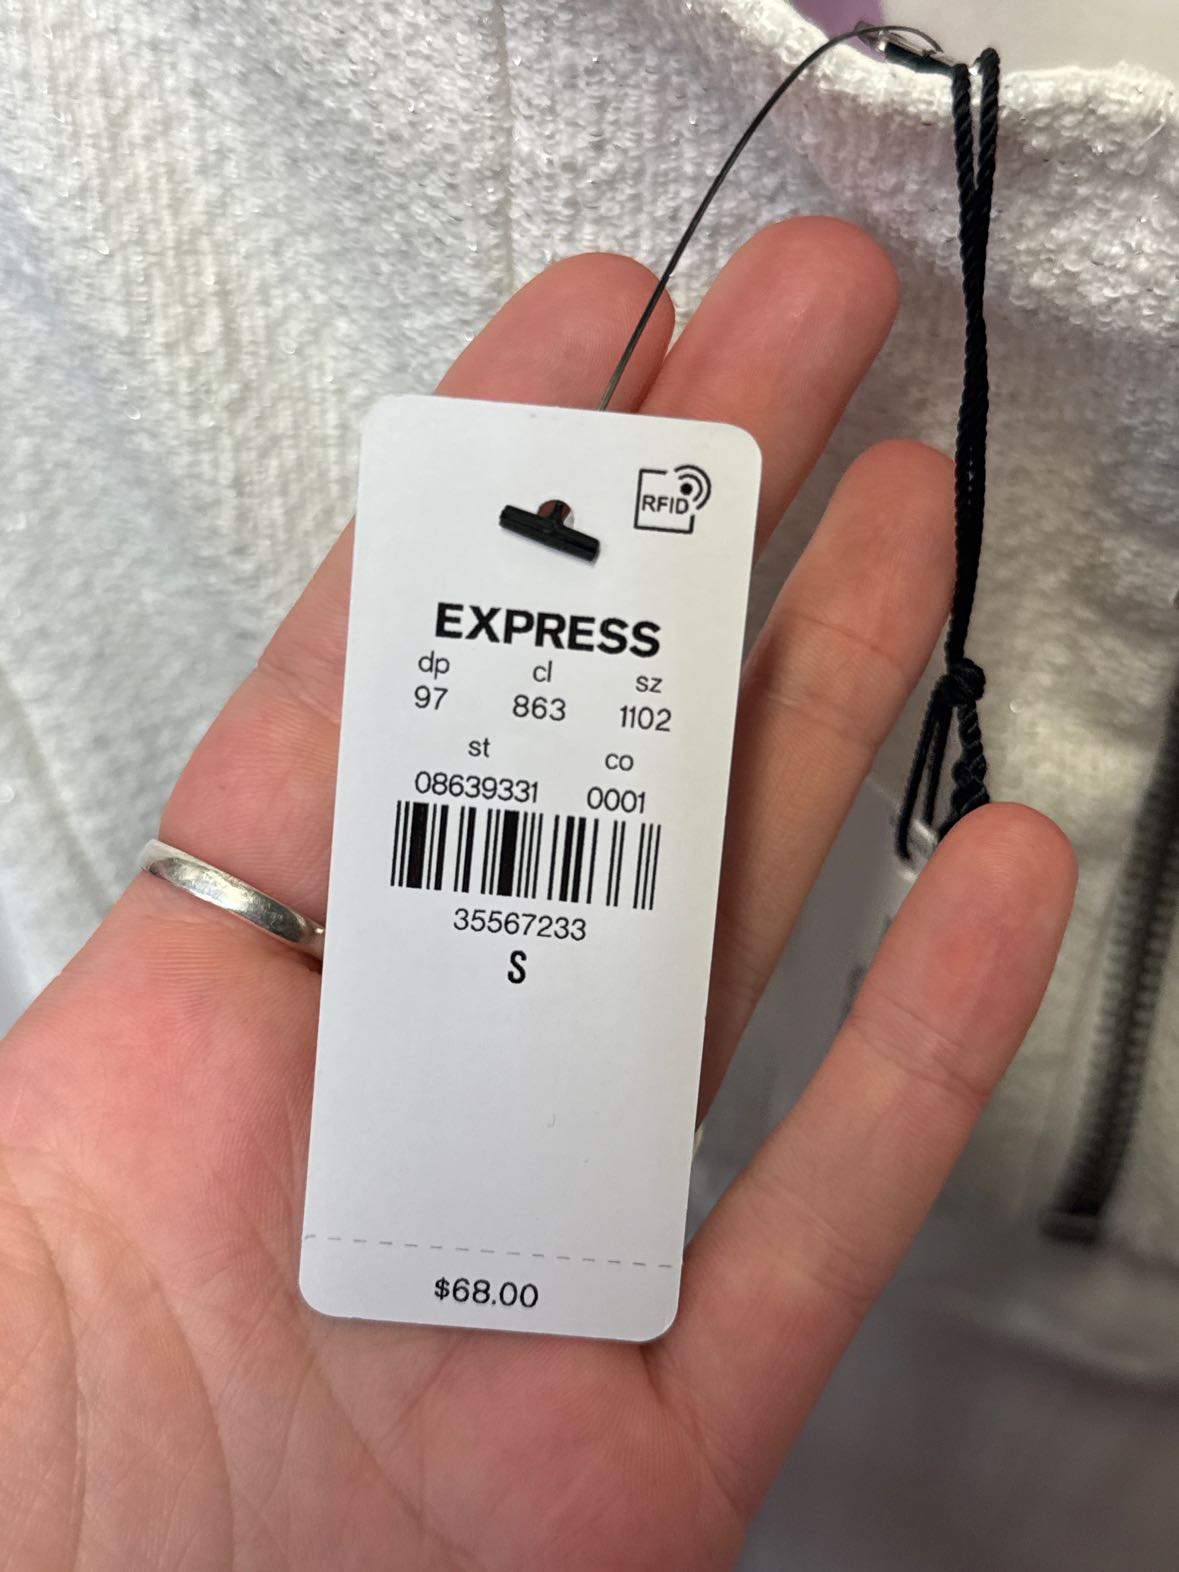 RFID
EXPRESS
dp cl sz
97 863 1102
st co
08639331 0001
35567233
S
$68.00